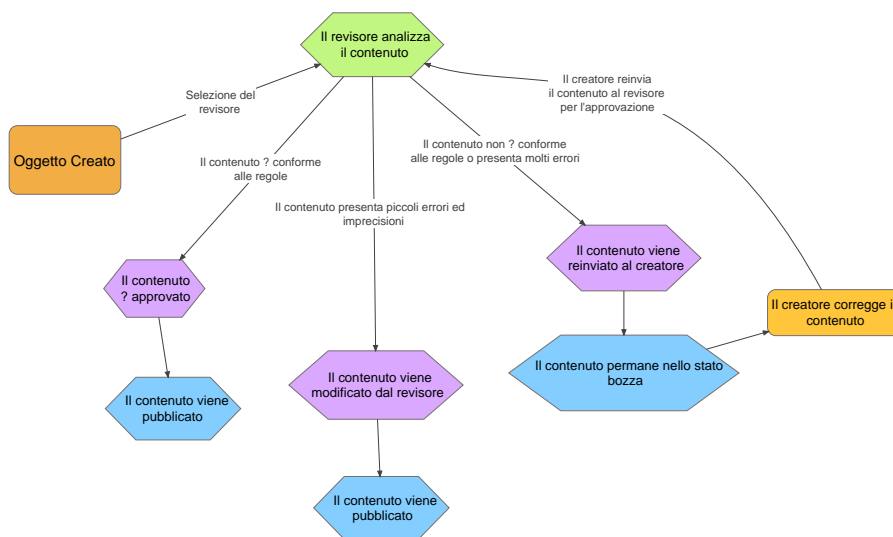 Il revisore analizza
il contenuto
Il creatore reinvia
il contenuto al revisore
per l'approvazione
Selezione del
revisore
Oggetto Creato
Il contenuto ? conforme
alle regole
Il contenuto non ? conforme
alle regole o presenta molti errori
Il contenuto presenta piccoli errori ed
imprecisioni
Il contenuto viene
reinviato al creatore
Il contenuto
? approvato
Il creatore corregge i
contenuto
Il contenuto permane nello stato
bozza
Il contenuto viene
modificato dal revisore
Il contenuto viene
pubblicato
Il contenuto viene
pubblicato